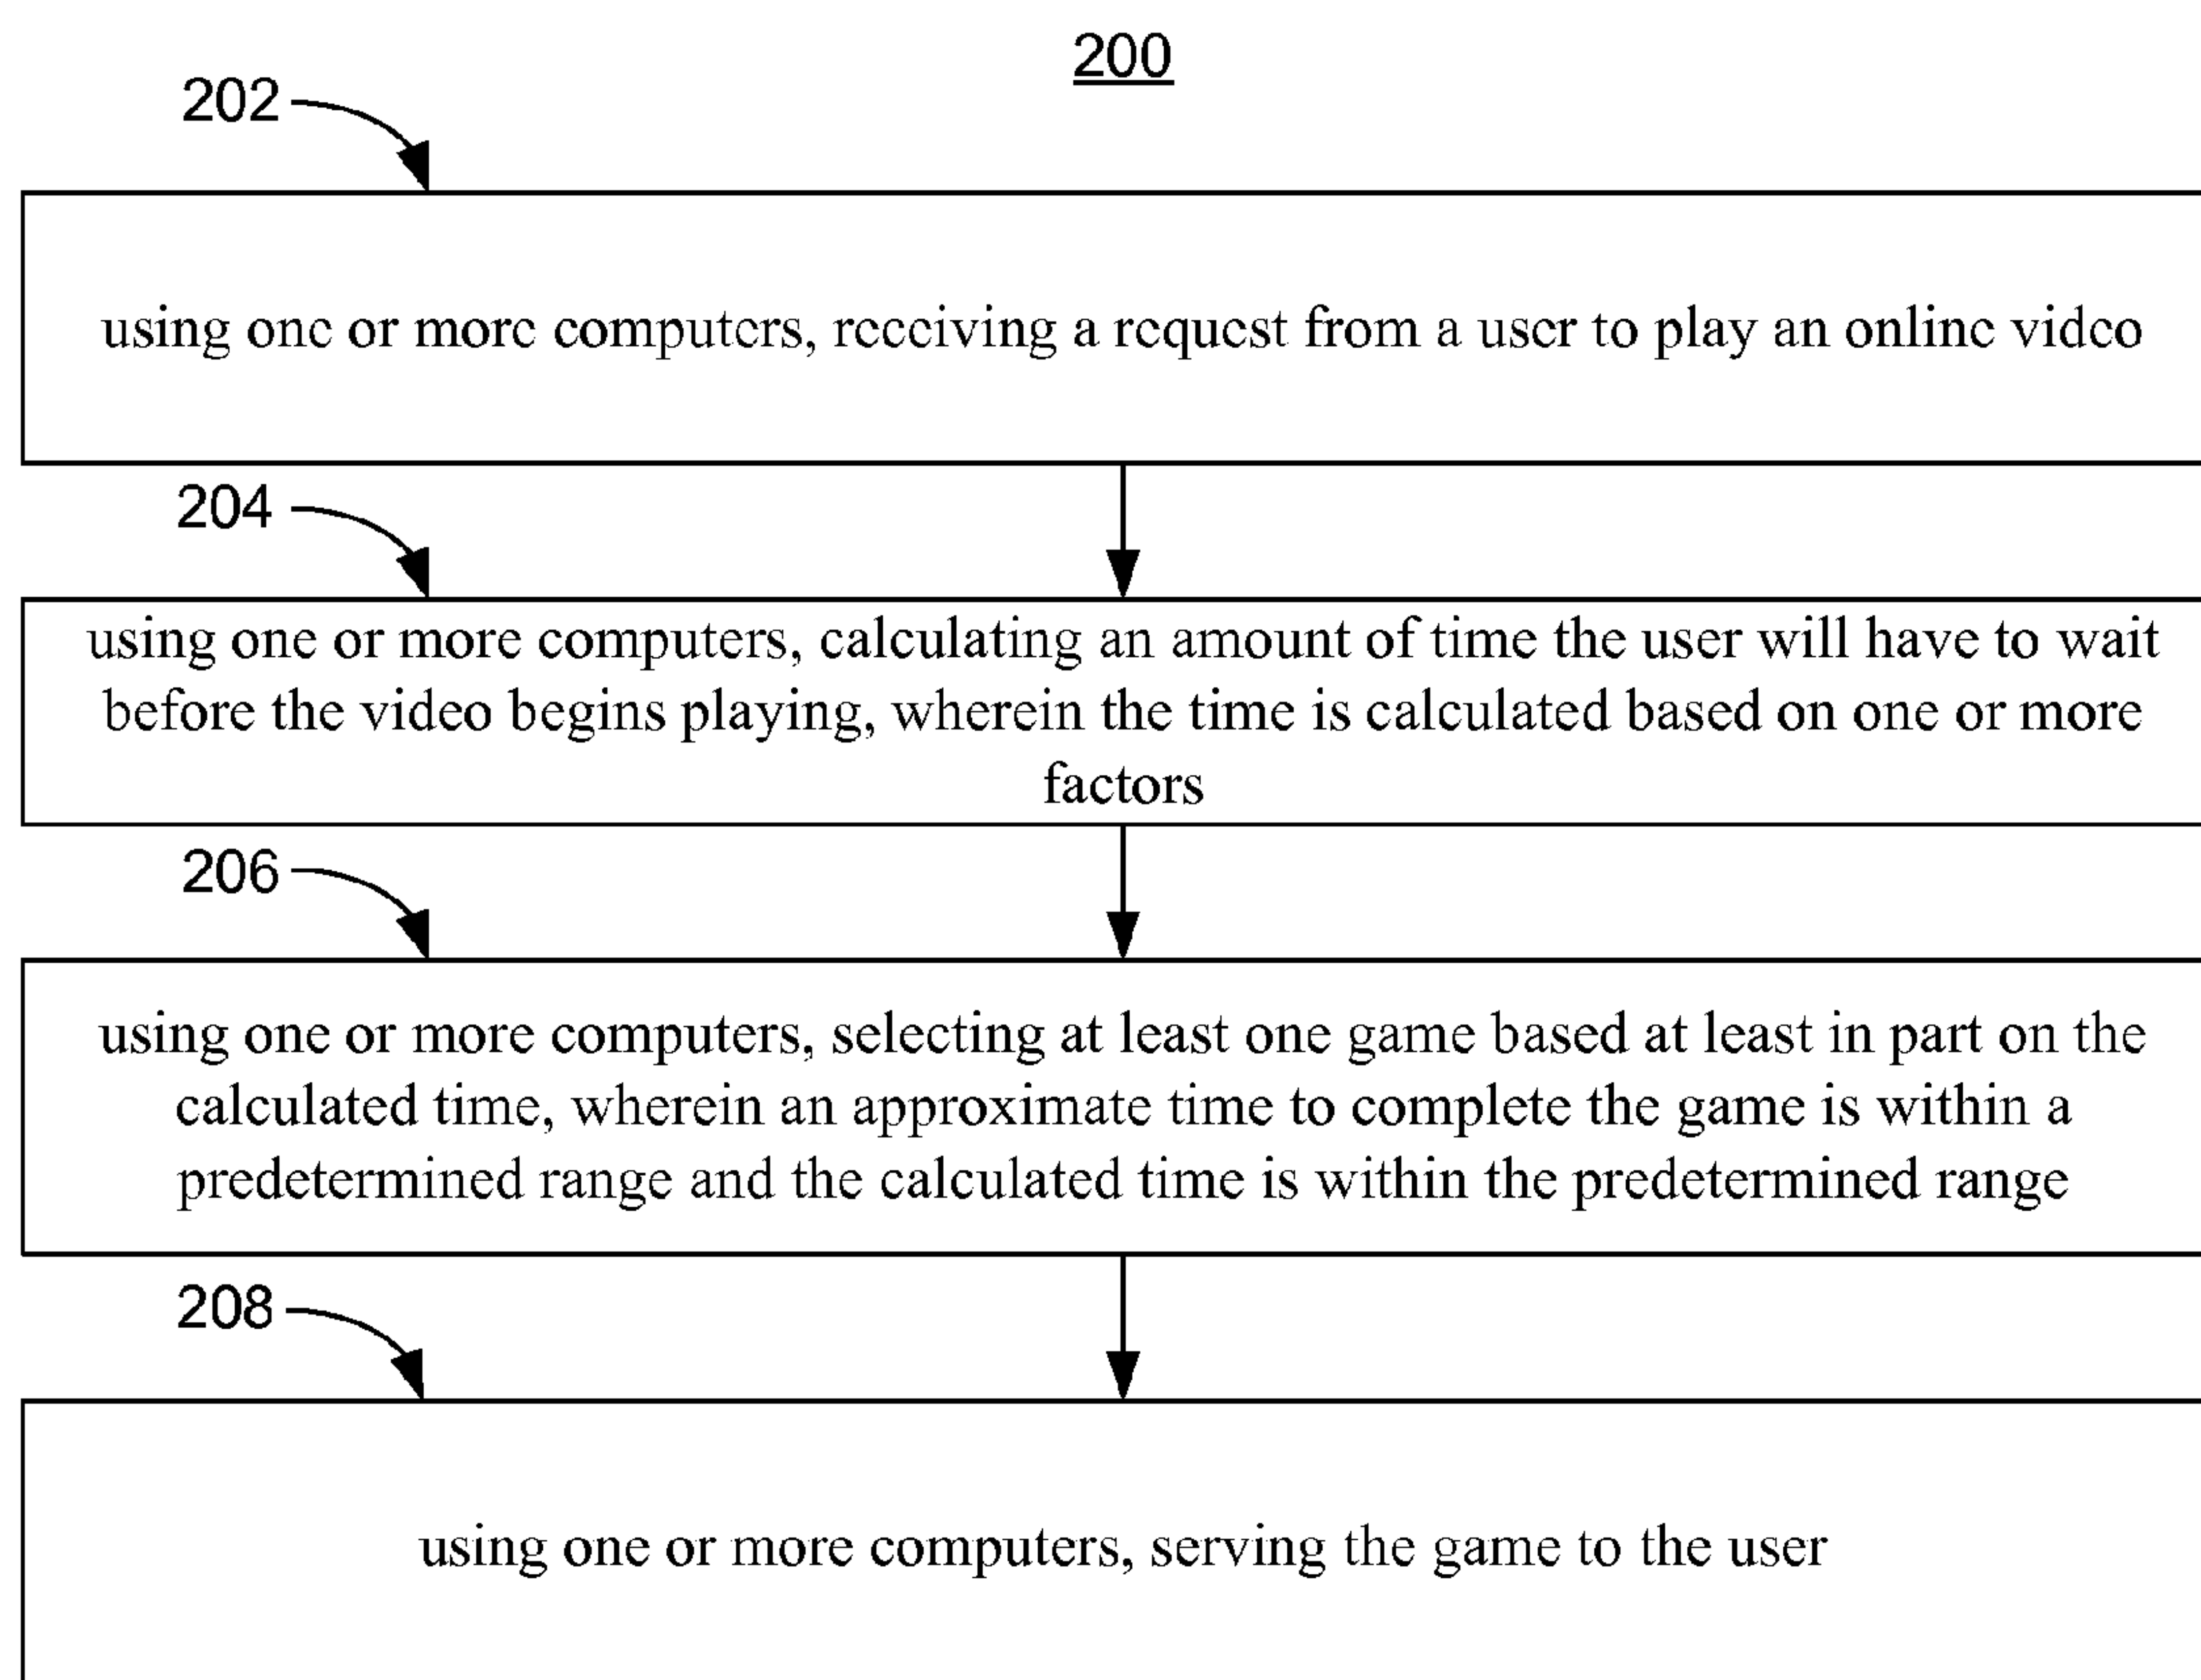 200
202
using one or more computers, receiving a request from a user to play an online video
204
using one or more computers, calculating an amount of time the user will have to wait
before the video begins playing, wherein the time is calculated based on one or more
factors
206
using one or more computers, selecting at least one game based at least in part on the
calculated time, wherein an approximate time to complete the game is within a
predetermined range and the calculated time is within the predetermined range
208
using one or more computers, serving the game to the user